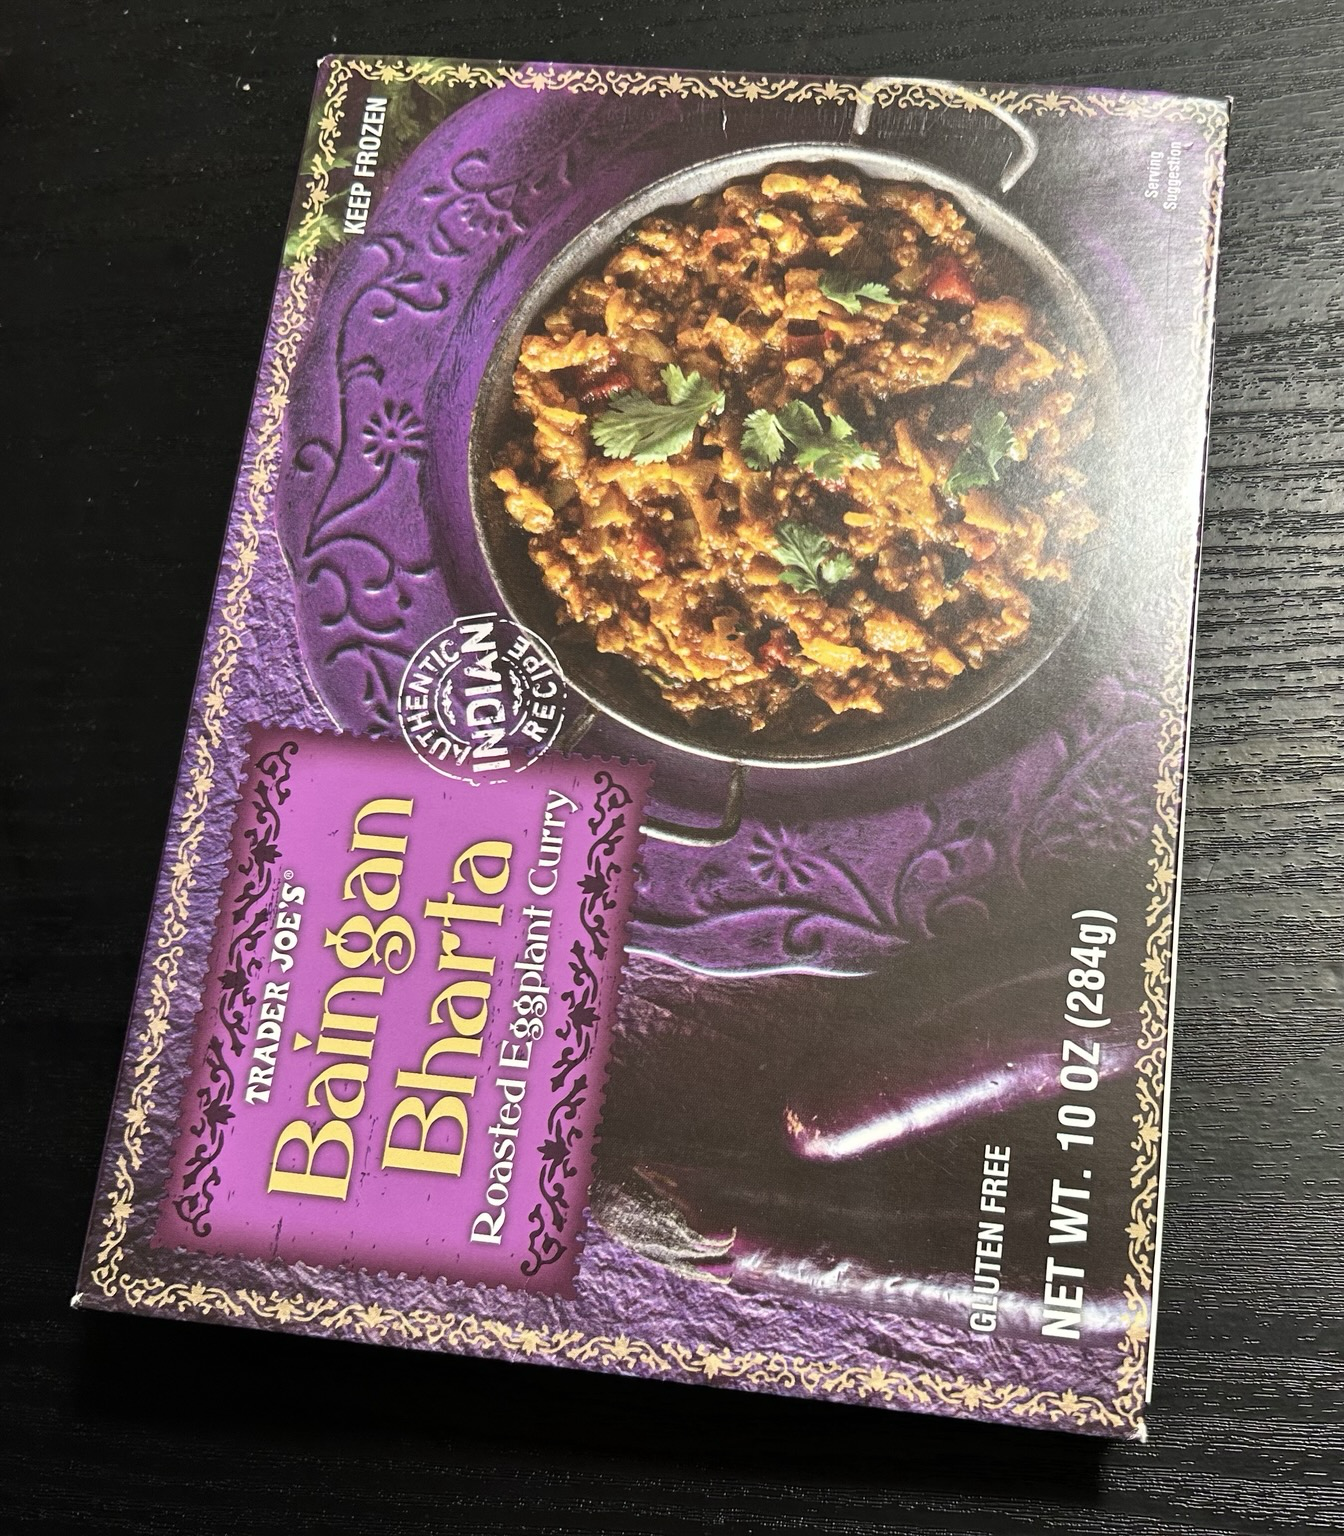 TRADER JOE'S®
Baingan
Bharta
Roasted Eggplant Curry
AUTHENTIC
INDIAN
RECIPE
KEEP FROZEN
Serving
Suggestion
GLUTEN FREE
NET WT. 10 OZ (284g)